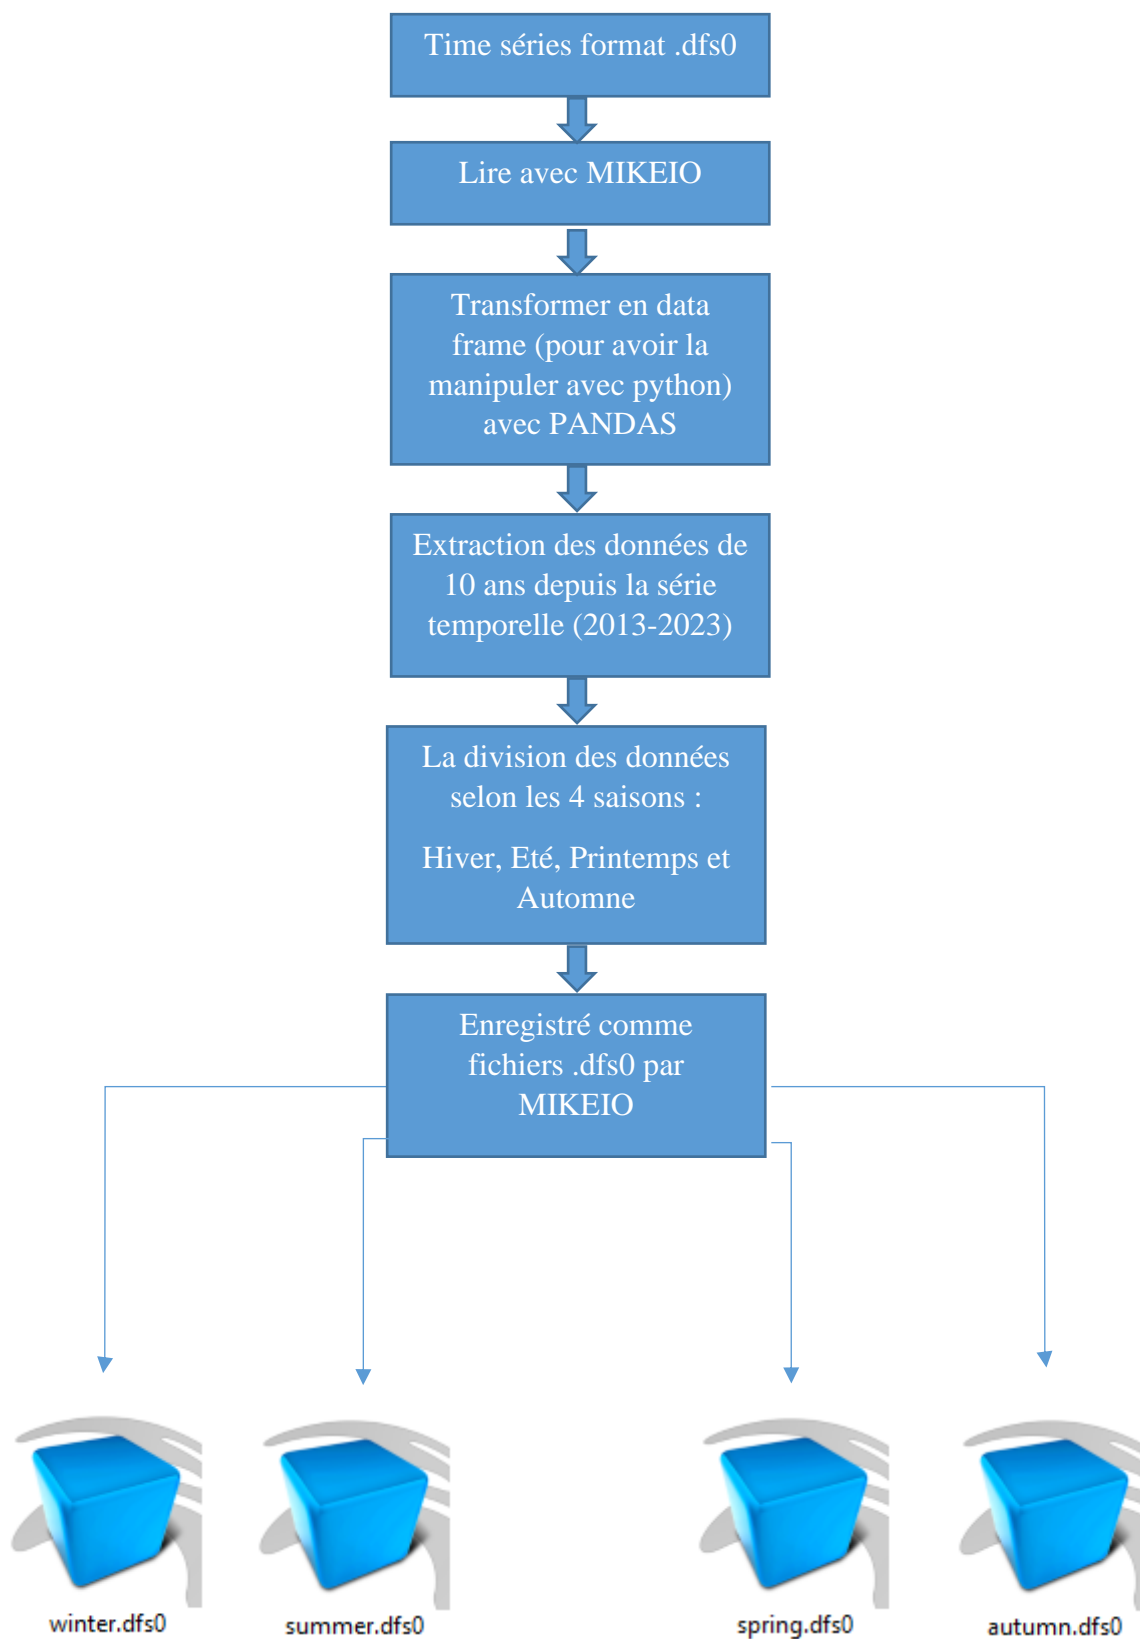 Time séries format .dfs0
Lire avec MIKEIO
Transformer en data
frame (pour avoir la
manipuler avec python)
avec PANDAS
Extraction des données de
10 ans depuis la série
temporelle (2013-2023)
La division des données
selon les 4 saisons :
Hiver, Eté, Printemps et
Automne
Enregistré comme
fichiers .dfs0 par
MIKEIO
winter.dfs0
summer.dfs0
spring.dfs0
autumn.dfs0